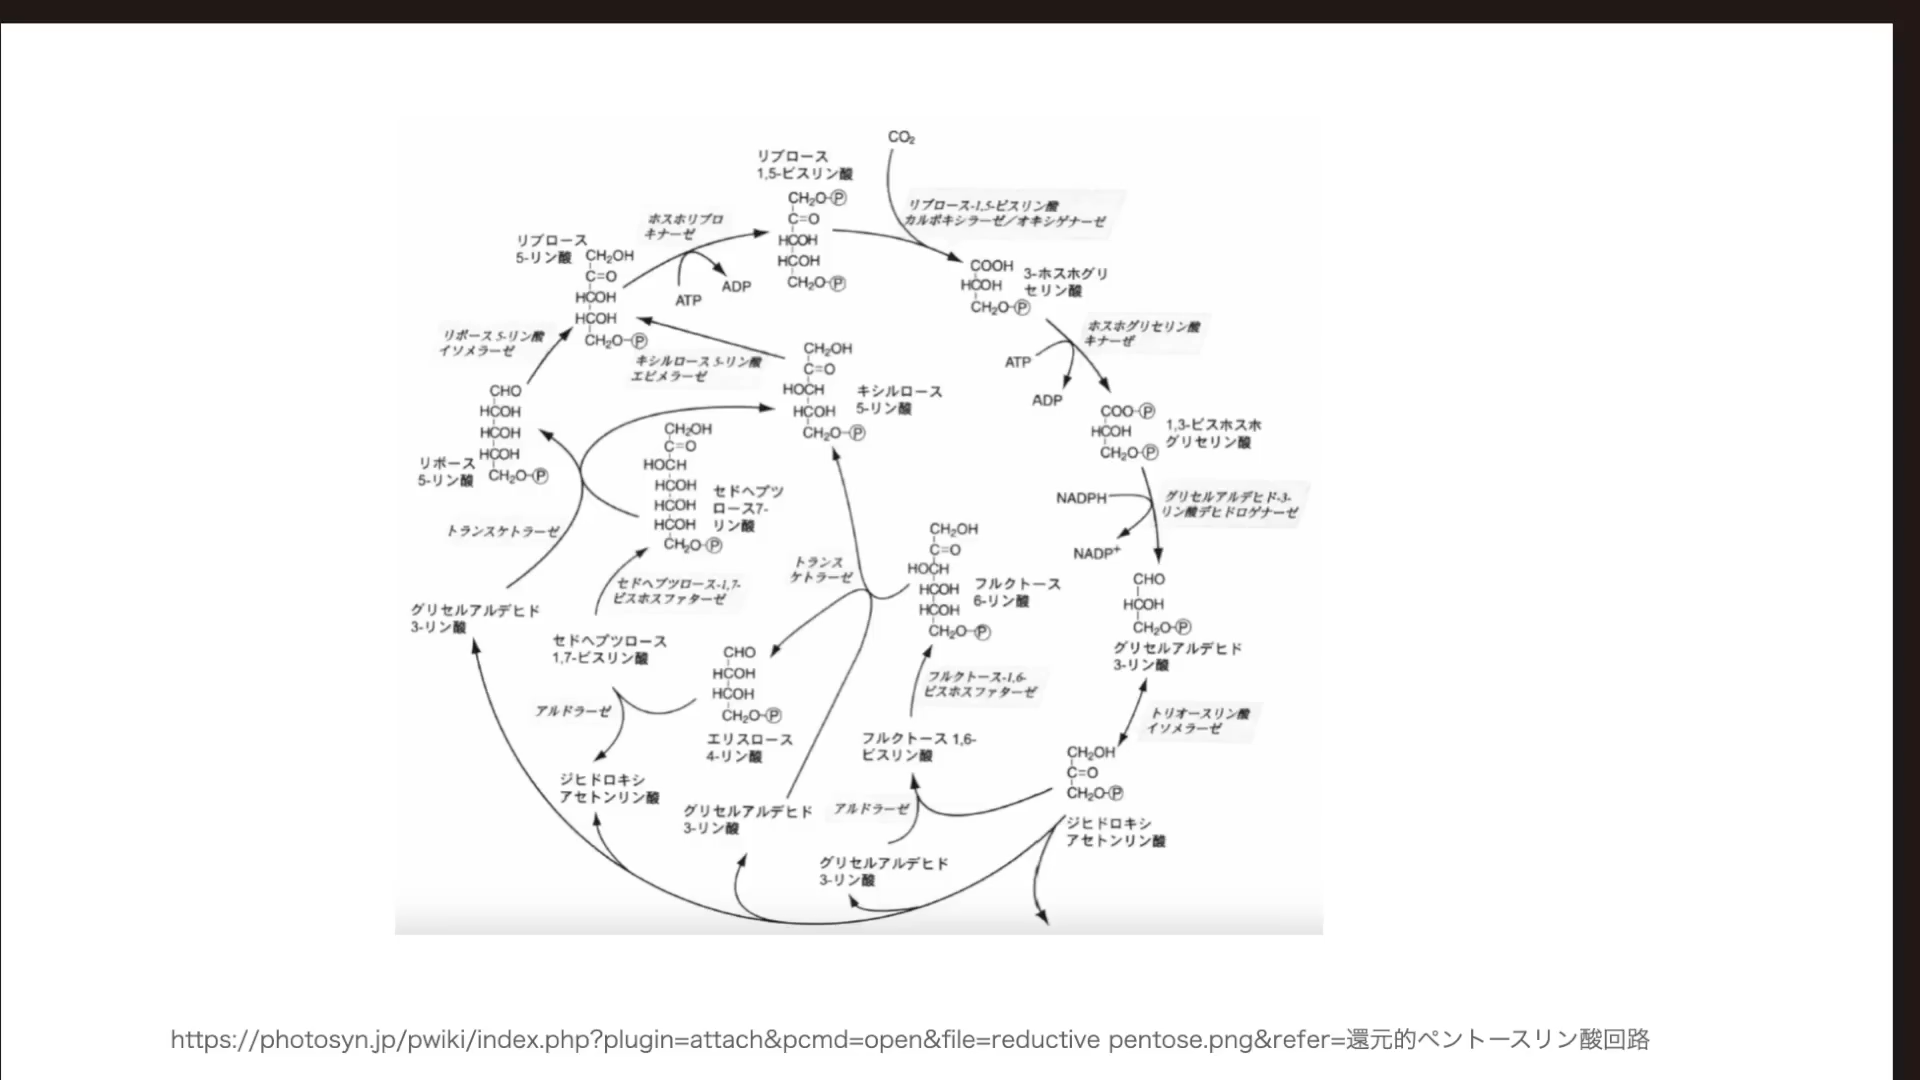 CO₂
リブロース
1,5-ビスリン酸
CH₂O-Ⓟ
C=O
HCOH
HCOH
CH₂O-Ⓟ
リブロース-1,5-ビスリン酸
カルボキシラーゼ／オキシゲナーゼ
ホスホリブロ
キナーゼ
ATP
ADP
リブロース
5-リン酸
CH₂OH
C=O
HCOH
HCOH
CH₂O-Ⓟ
COOH
HCOH
CH₂O-Ⓟ
3-ホスホグリ
セリン酸
ホスホグリセリン酸
キナーゼ
ATP
ADP
リボース 5-リン酸
イソメラーゼ
キシルロース 5-リン酸
エピメラーゼ
CH₂OH
C=O
HOCH
HCOH
CH₂O-Ⓟ
キシルロース
5-リン酸
CHO
HCOH
HCOH
HCOH
CH₂O-Ⓟ
リボース
5-リン酸
COO-Ⓟ
HCOH
CH₂O-Ⓟ
1,3-ビスホスホ
グリセリン酸
CH₂OH
C=O
HOCH
HCOH
HCOH
HCOH
CH₂O-Ⓟ
セドヘプツ
ロース7-
リン酸
NADPH
NADP⁺
グリセルアルデヒド-3-
リン酸デヒドロゲナーゼ
トランスケトラーゼ
トランス
ケトラーゼ
CH₂OH
C=O
HOCH
HCOH
HCOH
CH₂O-Ⓟ
フルクトース
6-リン酸
CHO
HCOH
CH₂O-Ⓟ
グリセルアルデヒド
3-リン酸
セドヘプツロース-1,7-
ビスホスファターゼ
グリセルアルデヒド
3-リン酸
セドヘプツロース
1,7-ビスリン酸
CHO
HCOH
HCOH
CH₂O-Ⓟ
エリスロース
4-リン酸
フルクトース-1,6-
ビスホスファターゼ
アルドラーゼ
トリオースリン酸
イソメラーゼ
フルクトース 1,6-
ビスリン酸
CH₂OH
C=O
CH₂O-Ⓟ
ジヒドロキシ
アセトンリン酸
ジヒドロキシ
アセトンリン酸
グリセルアルデヒド
3-リン酸
アルドラーゼ
グリセルアルデヒド
3-リン酸
https://photosyn.jp/pwiki/index.php?plugin=attach&pcmd=open&file=reductive pentose.png&refer=還元的ペントースリン酸回路